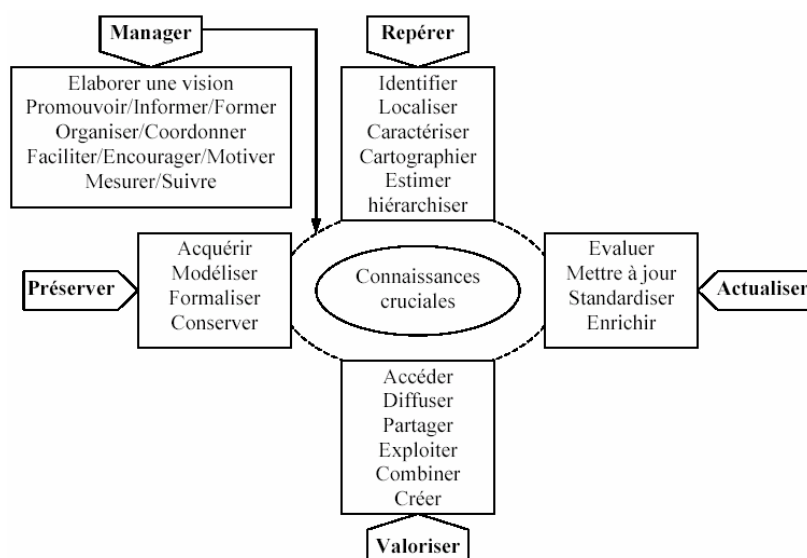 Manager
Elaborer une vision
Promouvoir/Informer/Former
Organiser/Coordonner
Faciliter/Encourager/Motiver
Mesurer/Suivre
Repérer
Identifier
Localiser
Caractériser
Cartographier
Estimer
hiérarchiser
Préserver
Acquérir
Modéliser
Formaliser
Conserver
Connaissances
cruciales
Evaluer
Mettre à jour
Standardiser
Enrichir
Actualiser
Accéder
Diffuser
Partager
Exploiter
Combiner
Créer
Valoriser